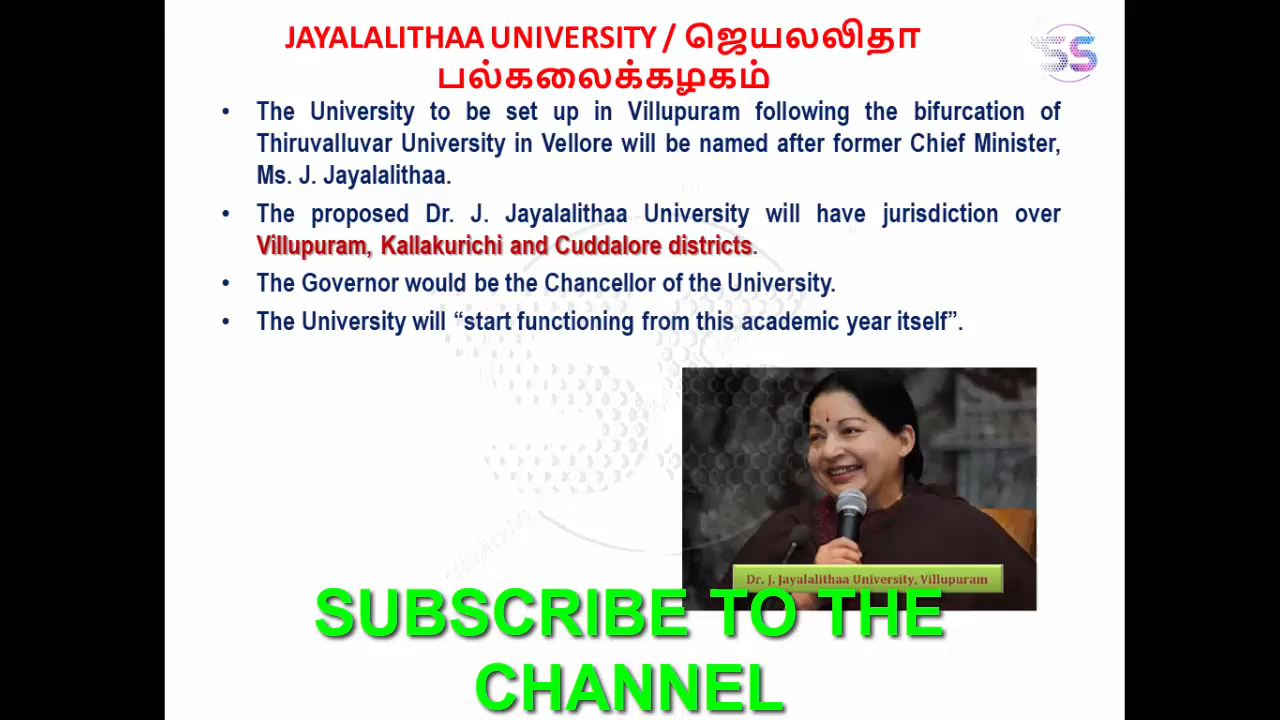 JAYALALITHAA UNIVERSITY / ஜெயலலிதா
பல்கலைக்கழகம்
SS
• The University to be set up in Villupuram following the bifurcation of
Thiruvalluvar University in Vellore will be named after former Chief Minister,
Ms. J. Jayalalithaa.
• The proposed Dr. J. Jayalalithaa University will have jurisdiction over
Villupuram, Kallakurichi and Cuddalore districts.
• The Governor would be the Chancellor of the University.
• The University will “start functioning from this academic year itself”.
Dr. J. Jayalalithaa University, Villupuram
SUBSCRIBE TO THE
CHANNEL